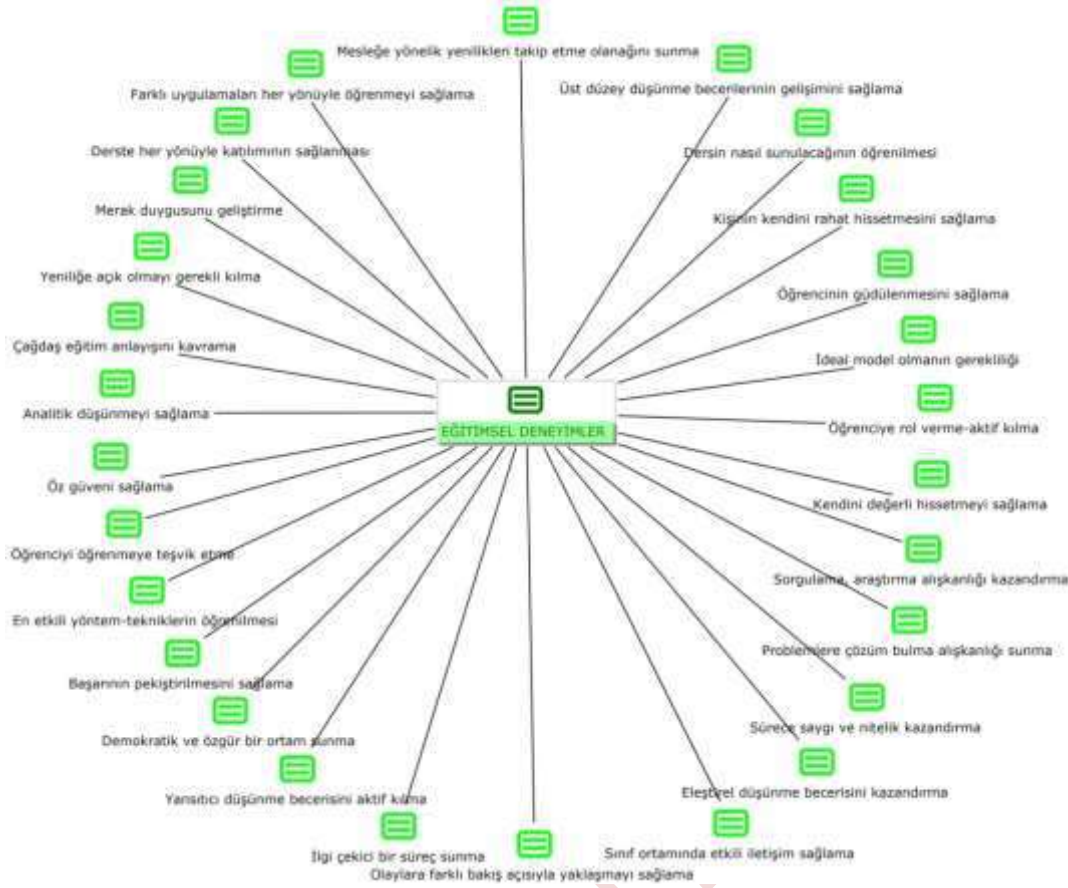 Mesleğe yönelik yenilikleri takip etme olanağını sunma
Farklı uygulamaları her yönüyle öğrenmeyi sağlama
Üst düzey düşünme becerilerinin gelişimini sağlama
Derste her yönüyle katılımının sağlanması
Dersin nasıl sunulacağının öğrenilmesi
Merak duygusunu geliştirme
Kişinin kendini rahat hissetmesini sağlama
Yeniliğe açık olmayı gerekli kılma
Öğrencinin güdülenmesini sağlama
Çağdaş eğitim anlayışını kavrama
İdeal model olmanın gerekliliği
Analitik düşünmeyi sağlama
Öğrenciye rol verme-aktif kılma
EĞİTİMSEL DENEYİMLER
Öz güveni sağlama
Kendini değerli hissetmeyi sağlama
Öğrenciyi öğrenmeye teşvik etme
Sorgulama, araştırma alışkanlığı kazandırma
En etkili yöntem-tekniklerin öğrenilmesi
Problemlere çözüm bulma alışkanlığı sunma
Başarının pekiştirilmesini sağlama
Sürece saygı ve nitelik kazandırma
Demokratik ve özgür bir ortam sunma
Eleştirel düşünme becerisini kazandırma
Yansıtıcı düşünme becerisini aktif kılma
İlgi çekici bir süreç sunma
Sınıf ortamında etkili iletişim sağlama
Olaylara farklı bakış açısıyla yaklaşmayı sağlama